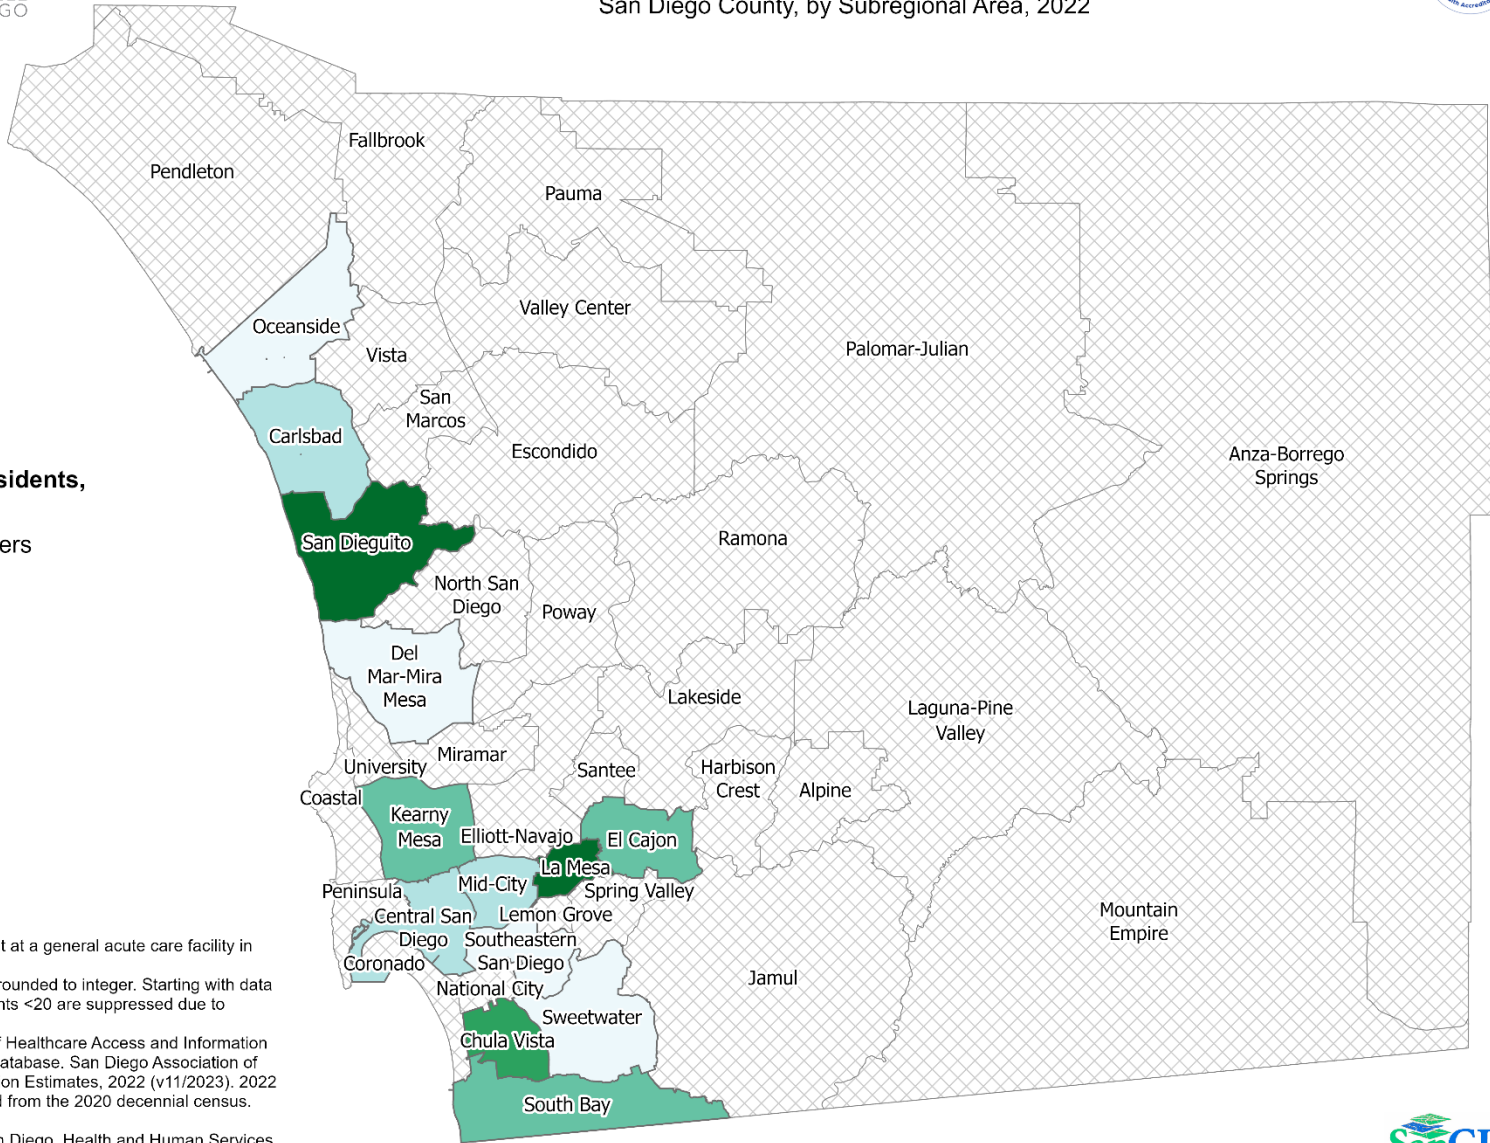 GO
San Diego County, by Subregional Area, 2022
Fallbrook
Pendleton
Pauma
Oceanside
Valley Center
Vista
Palomar-Julian
San
Marcos
Carlsbad
Escondido
Anza-Borrego
Springs
sidents,
San Dieguito
Ramona
ers
North San
Diego
Poway
Del
Mar-Mira
Mesa
Lakeside
Laguna-Pine
Valley
Miramar
University
Santee
Harbison
Crest
Alpine
Coastal
Kearny
Mesa
Elliott-Navajo
El Cajon
La Mesa
Mid-City
Peninsula
Spring Valley
Central San
Diego
Lemon Grove
Mountain
Empire
Southeastern
San Diego
Coronado
Jamul
National City
Sweetwater
Chula Vista
South Bay
t at a general acute care facility in
rounded to integer. Starting with data
nts <20 are suppressed due to
f Healthcare Access and Information
atabase. San Diego Association of
on Estimates, 2022 (v11/2023). 2022
d from the 2020 decennial census.
n Diego, Health and Human Services